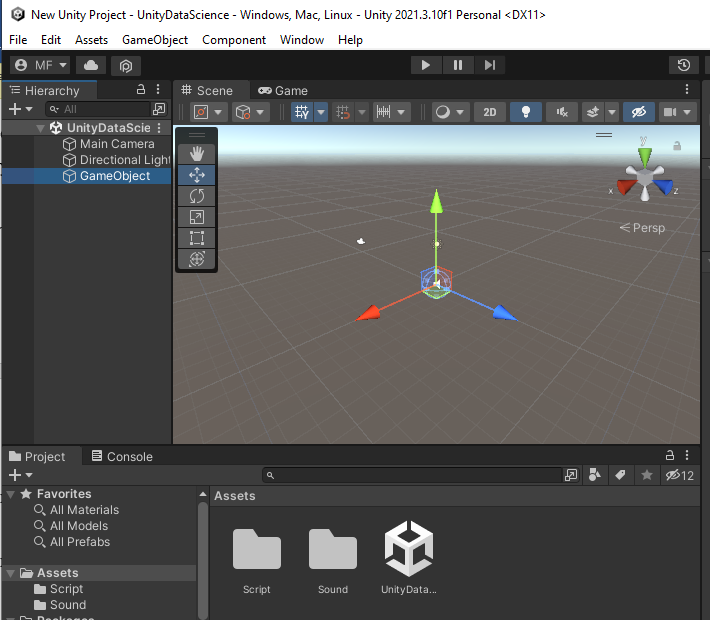 New Unity Project - UnityDataScience - Windows, Mac, Linux - Unity 2021.3.10f1 Personal <DX11>
File Edit Assets GameObject Component Window Help
MF
Hierarchy
All
UnityDataScie
Main Camera
Directional Light
GameObject
Scene Game
2D
y
x z
Persp
Project Console
12
Favorites
All Materials
All Models
All Prefabs
Assets
Script
Sound
Assets
Script Sound UnityData...